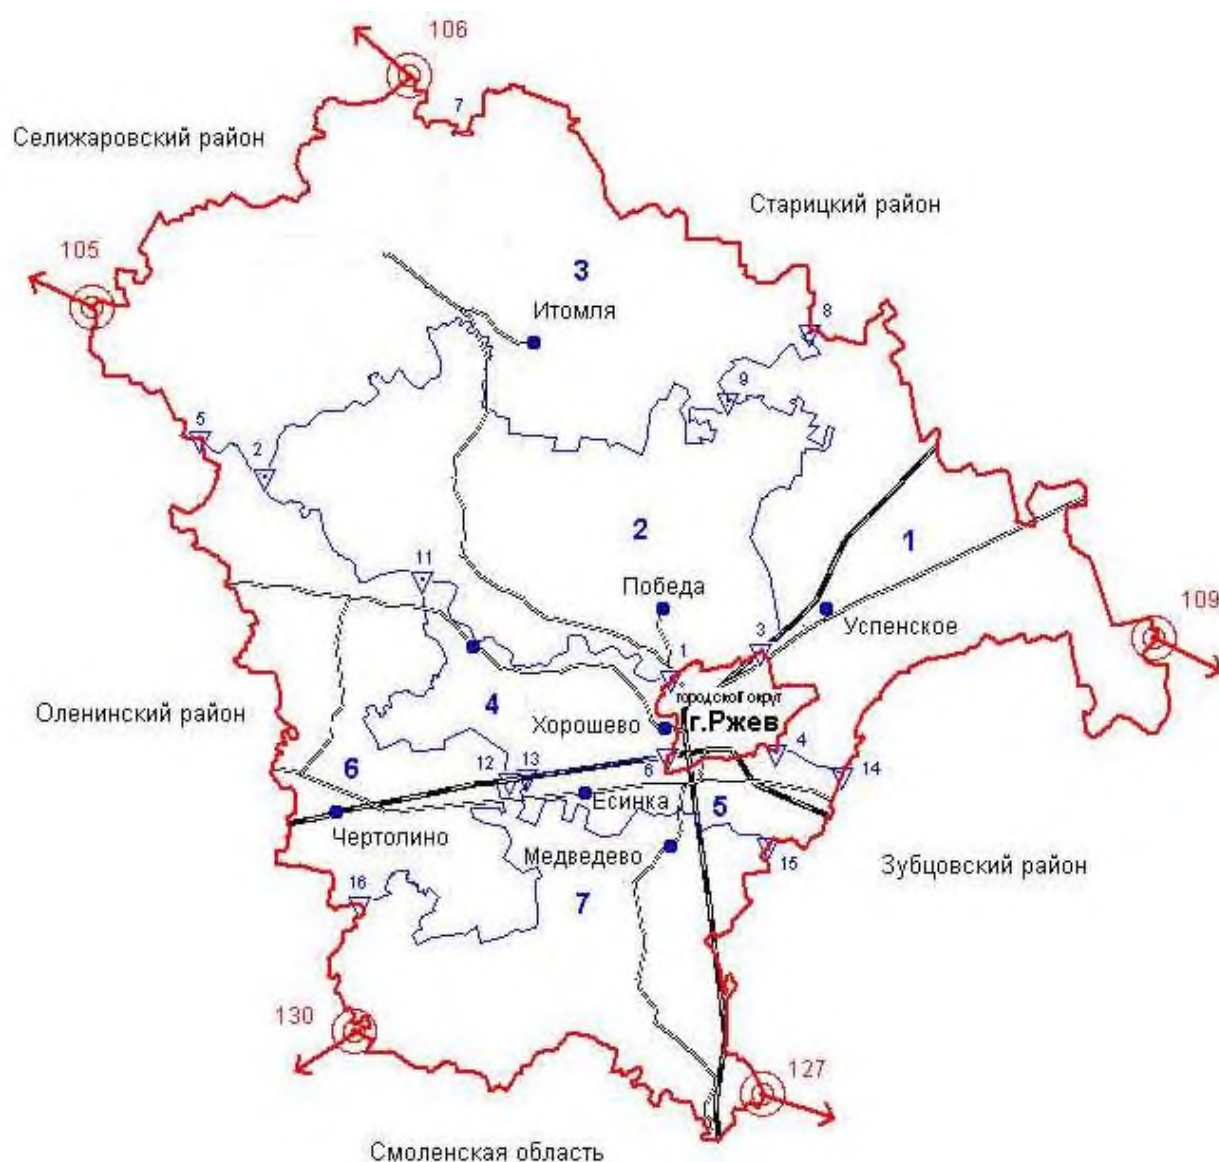 106
7
Селижаровский район
Старицкий район
105
3
Итомля
8
9
5
2
2
1
11
Победа
109
Успенское
3
1
городской округ
г.Ржев
Оленинский район
4
Хорошево
4
6
12
13
6
14
Есинка
5
Чертолино
Медведево
15
Зубцовский район
16
7
130
127
Смоленская область